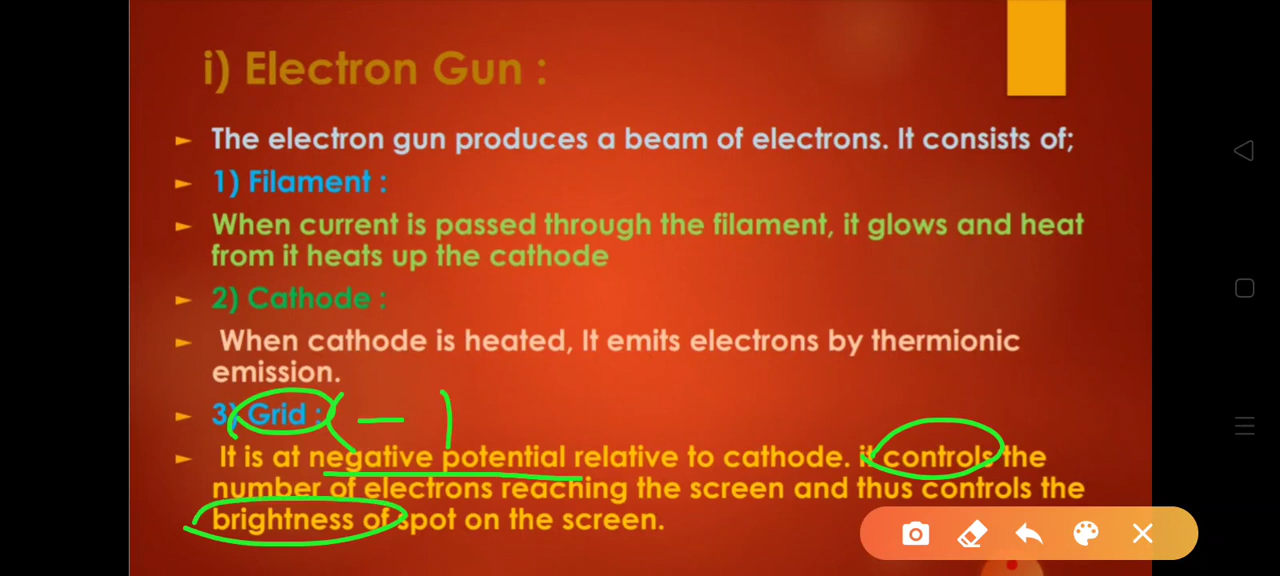 i) Electron Gun :
► The electron gun produces a beam of electrons. It consists of;
► 1) Filament :
► When current is passed through the filament, it glows and heat
from it heats up the cathode
► 2) Cathode :
► When cathode is heated, It emits electrons by thermionic
emission.
► 3) Grid : ( — )
► It is at negative potential relative to cathode. it controls the
number of electrons reaching the screen and thus controls the
brightness of spot on the screen.